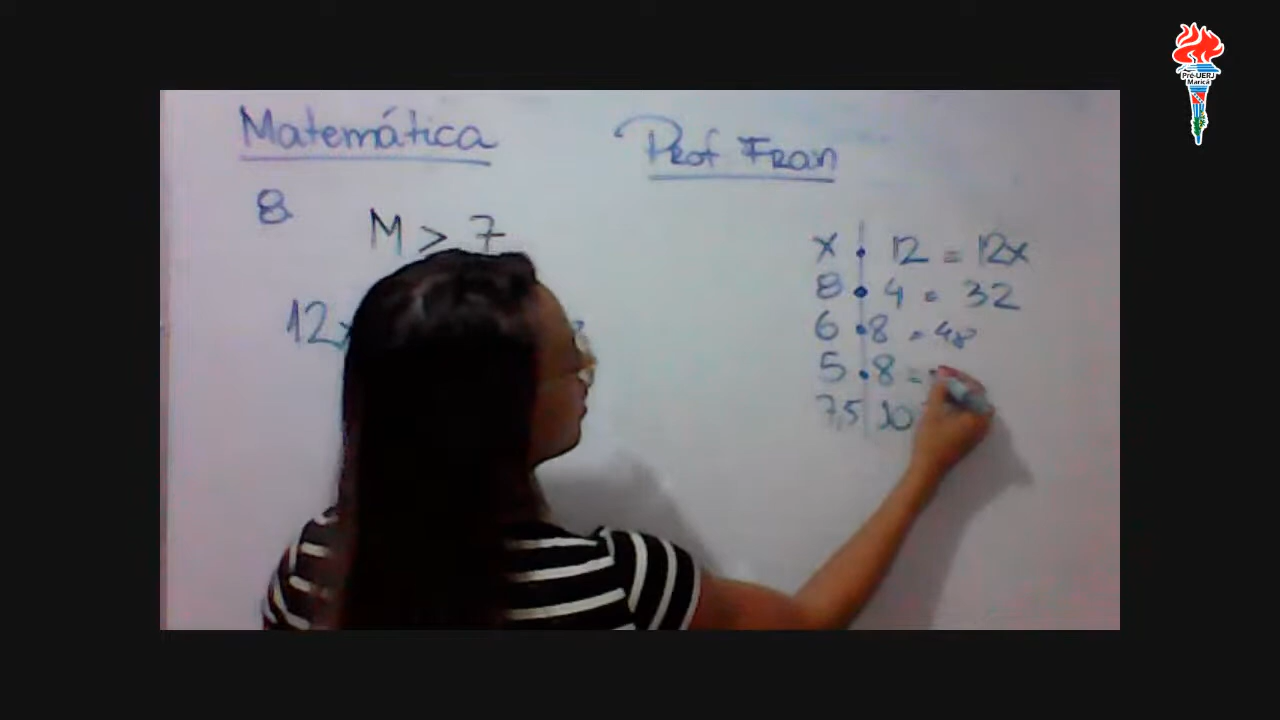 Pré-UERJ
Maricá
Matemática
Prof Fran
8
M > 7
12x
x . 12 = 12x
8 . 4 = 32
6 . 8 = 48
5 . 8 =
7,5 10